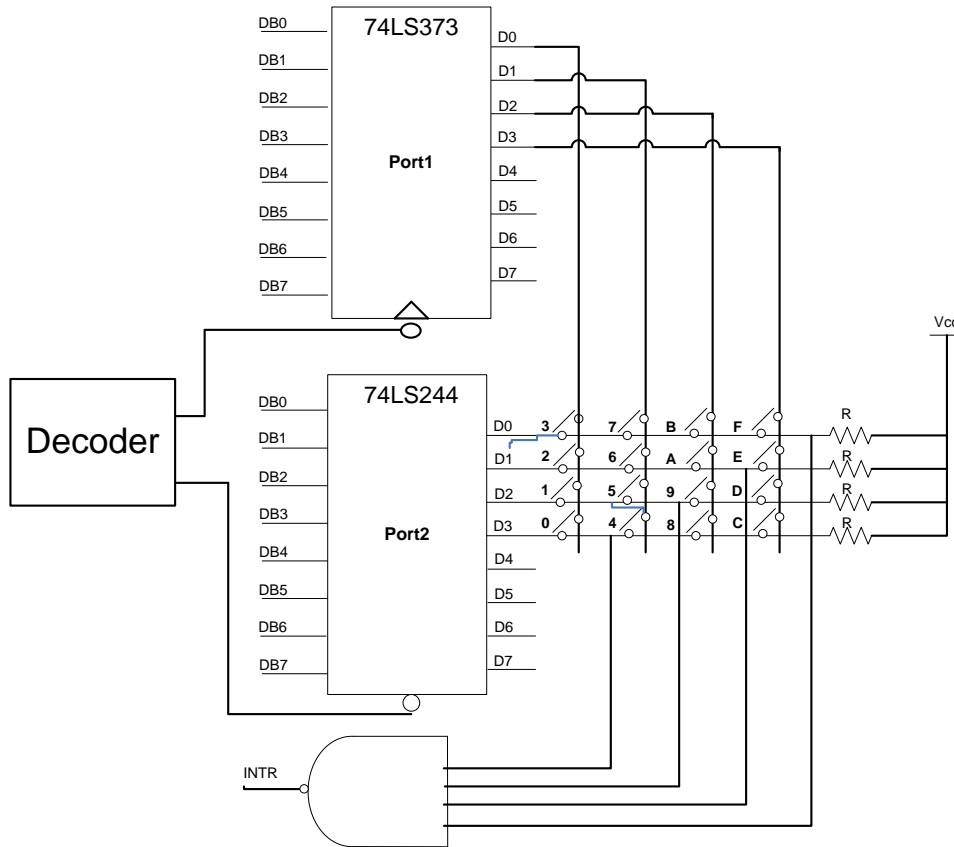 74LS373
DB0
D0
DB1
D1
DB2
D2
DB3
D3
Port1
DB4
D4
DB5
D5
DB6
D6
DB7
D7
Decoder
74LS244
DB0
D0
DB1
D1
DB2
D2
DB3
D3
Port2
DB4
D4
DB5
D5
DB6
D6
DB7
D7
3 7 B F R
2 6 A E R
1 5 9 D R
0 4 8 C R
INTR